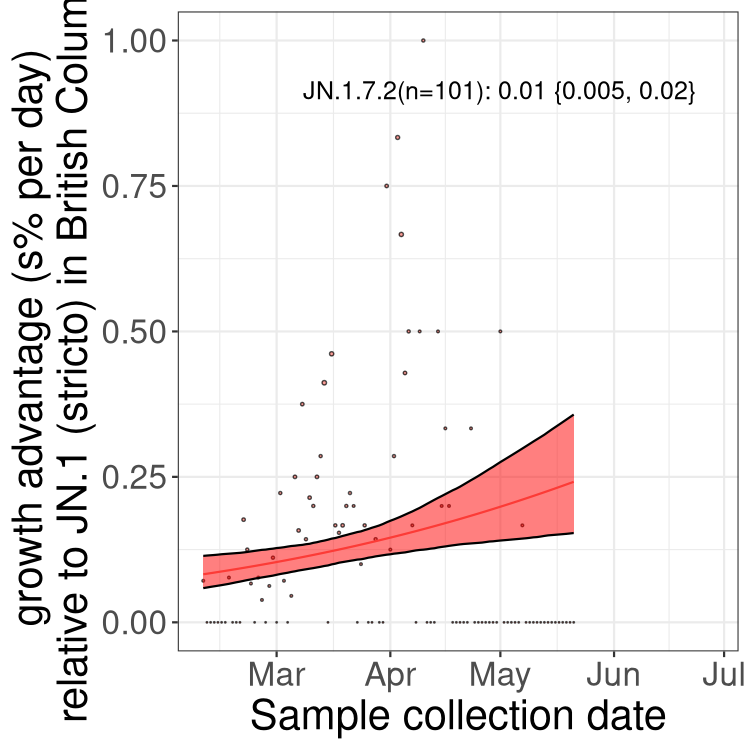 growth advantage (s% per day)
relative to JN.1 (stricto) in British Colum
1.00
0.75
0.50
0.25
0.00
JN.1.7.2(n=101): 0.01 {0.005, 0.02}
Mar Apr May Jun Jul
Sample collection date